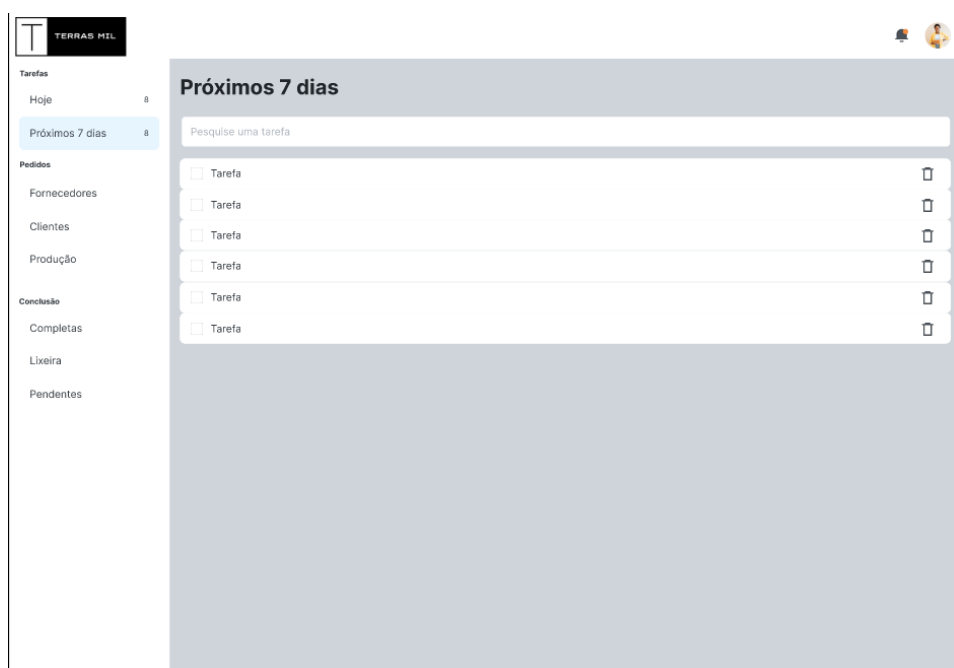 T
TERRAS MIL
Tarefas
Hoje 8
Próximos 7 dias 8
Pedidos
Fornecedores
Clientes
Produção
Conclusão
Completas
Lixeira
Pendentes
Próximos 7 dias
Pesquise uma tarefa
Tarefa
Tarefa
Tarefa
Tarefa
Tarefa
Tarefa